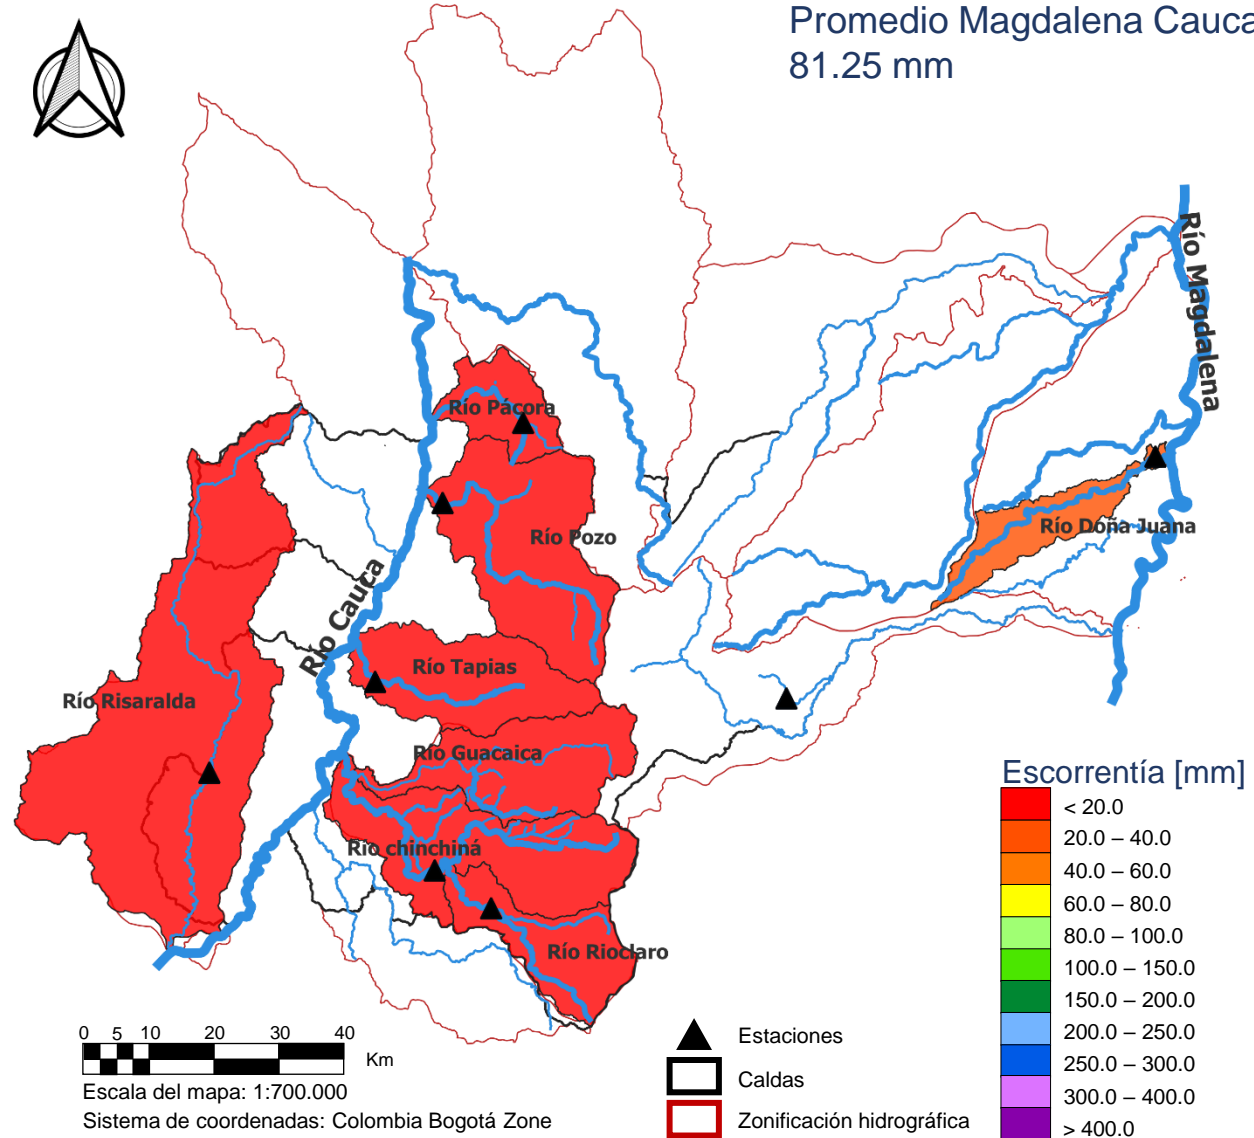 Promedio Magdalena Cauca
81.25 mm
Río Magdalena
Río Pácora
Río Pozo
Río Doña Juana
Río Cauca
Río Tapias
Río Risaralda
Río Guacaica
Río chinchiná
Río Rioclaro
Escorrentía [mm]
< 20.0
20.0 – 40.0
40.0 – 60.0
60.0 – 80.0
80.0 – 100.0
100.0 – 150.0
150.0 – 200.0
200.0 – 250.0
250.0 – 300.0
300.0 – 400.0
> 400.0
0 5 10 20 30 40
Km
Escala del mapa: 1:700.000
Sistema de coordenadas: Colombia Bogotá Zone
Estaciones
Caldas
Zonificación hidrográfica